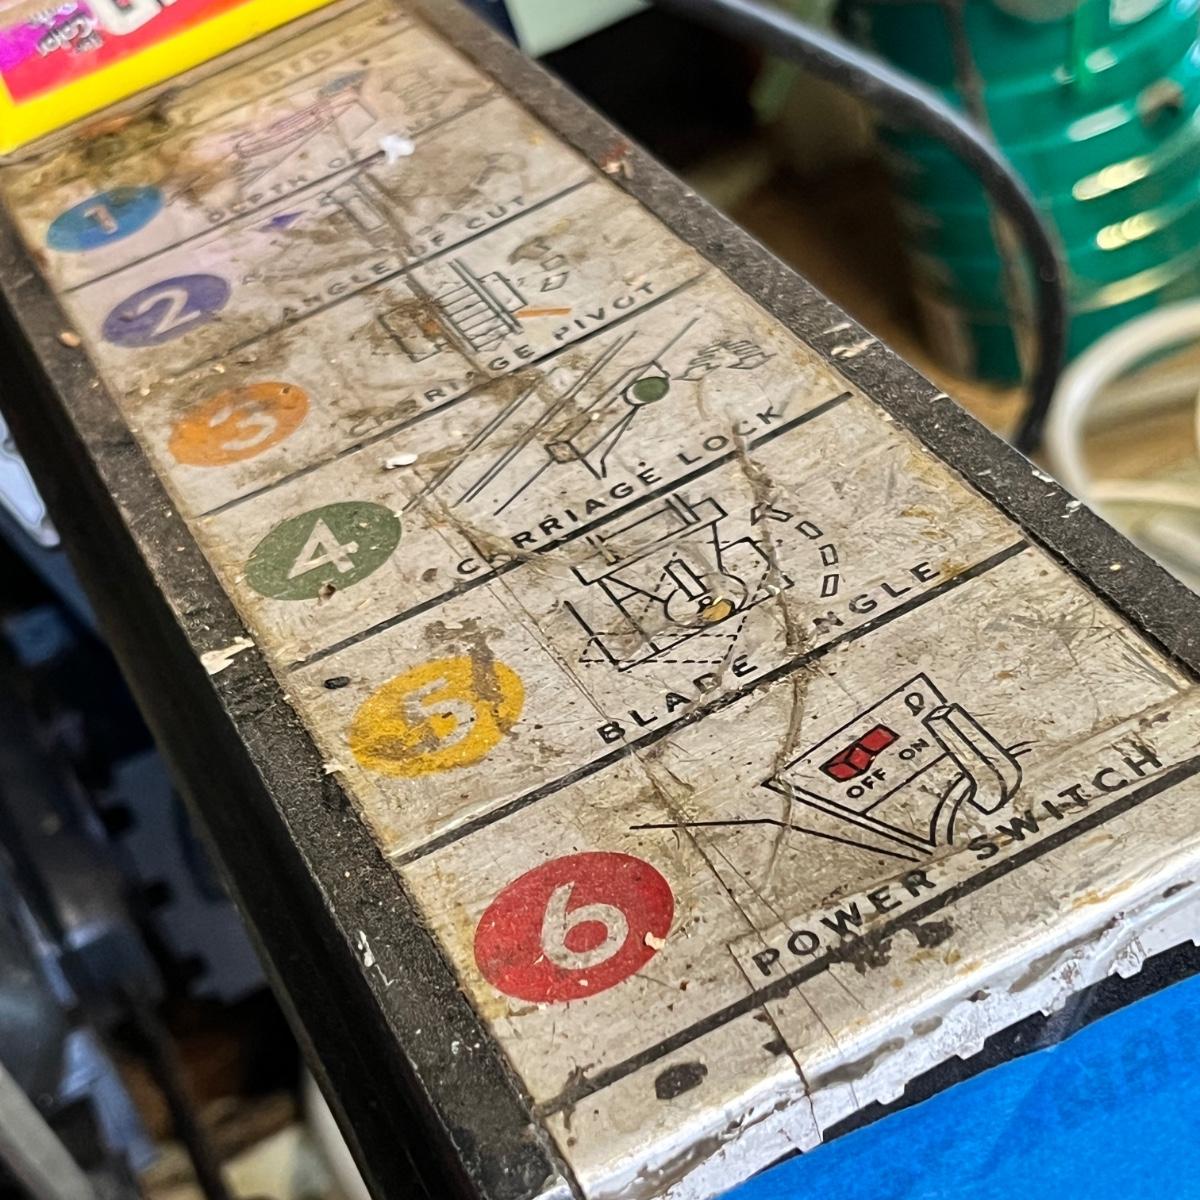 1
DEPTH OF
2
ANGLE OF CUT
3
CARRIAGE PIVOT
4
CARRIAGE LOCK
5
BLADE ANGLE
OFF ON
6
POWER SWITCH